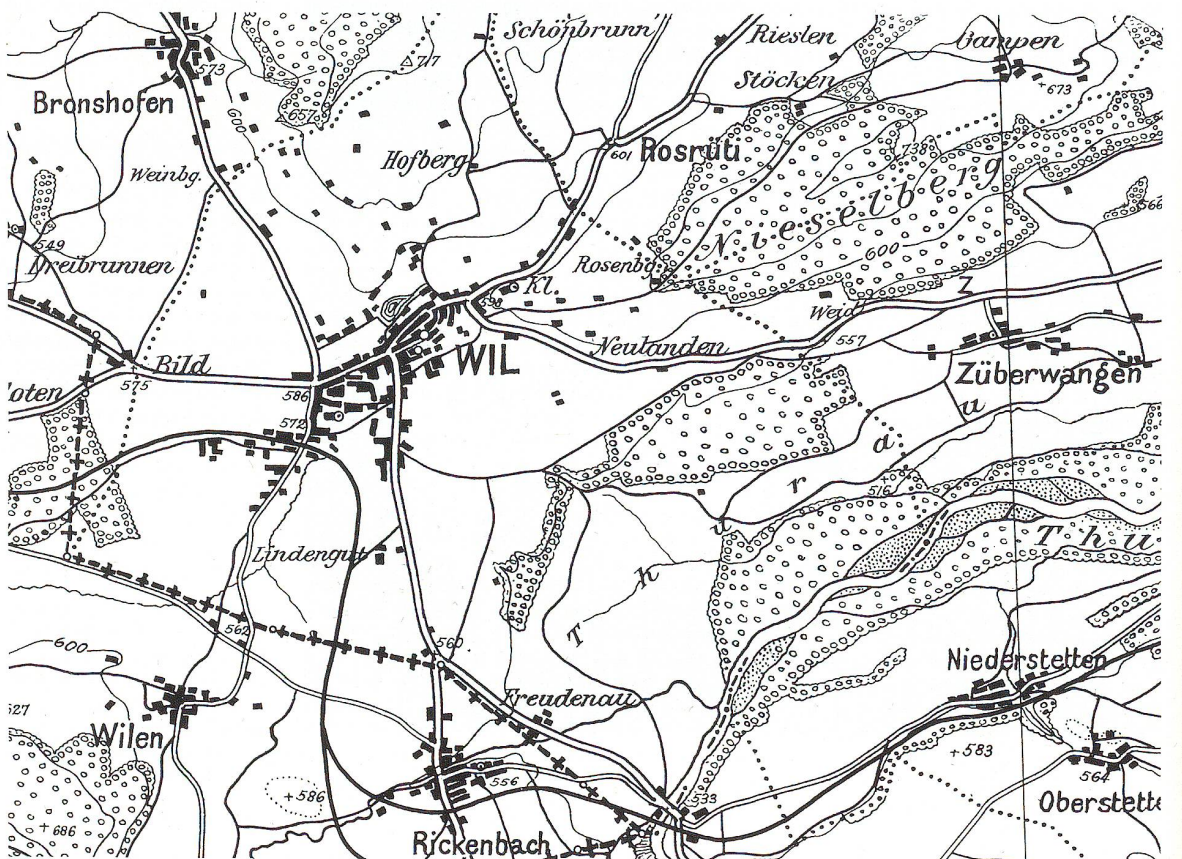 Schönbrunn
Rieslen
Gampen
573
△717
Stöcken
+673
Bronshofen
600
+657
601
Rosrüti
738
Hofberg
Weinbg.
Nieselberg
549
600
Dreibrunnen
Rosenbg.
Kl.
Z
Weid
Neulanden
557
WIL
Bild
575
586
Züberwangen
loten
572
u
a
r
516
u
Thu
Lindengut
h
T
562
560
600
Niederstetten
Freudenau
527
Wilen
+583
556
564
+586
533
Oberstette
+686
Rickenbach